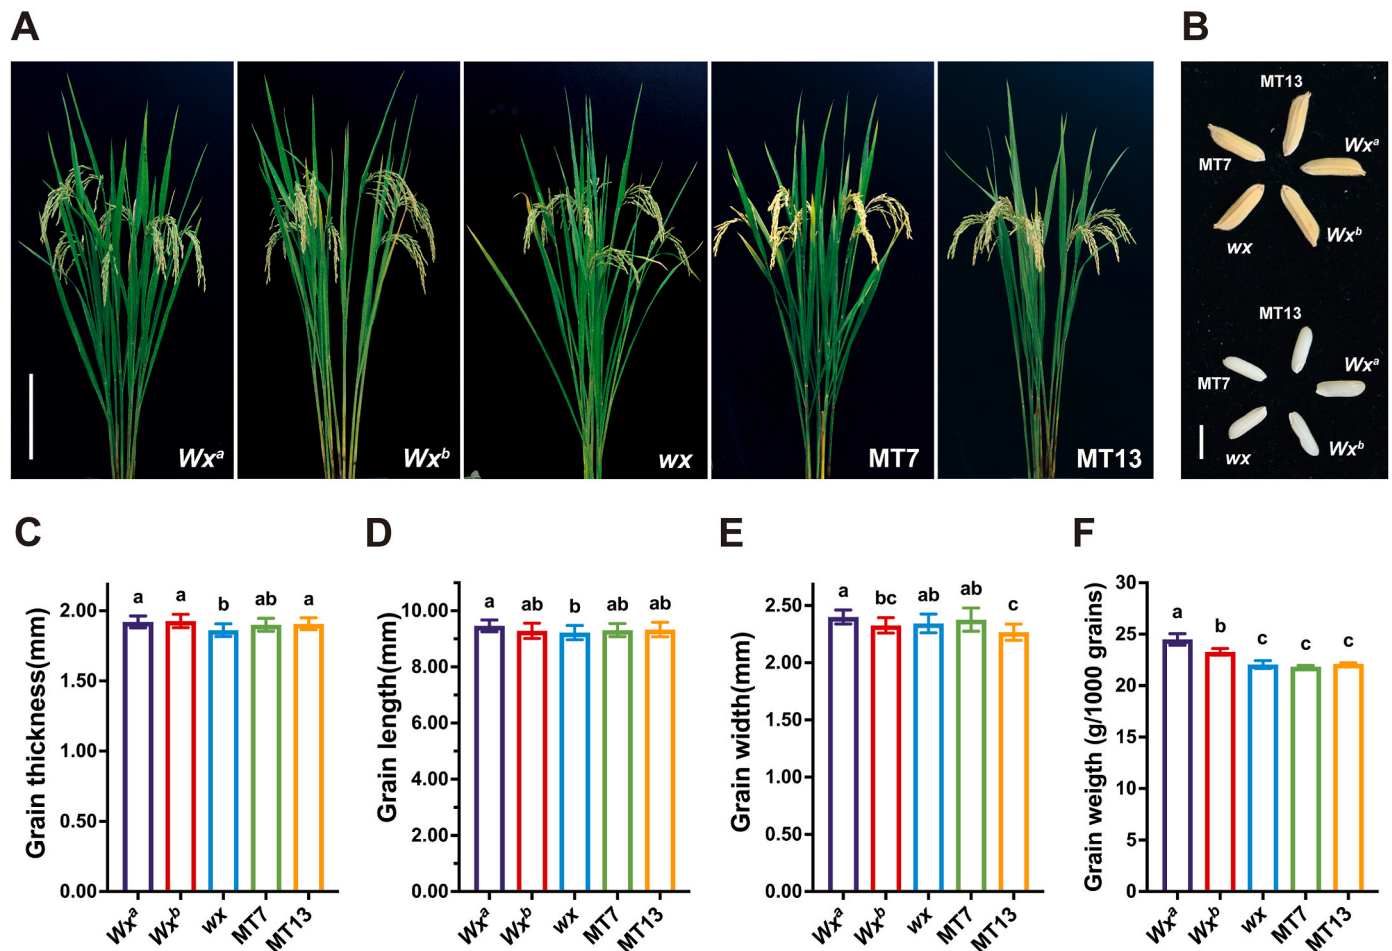 A
B
Wxᵃ
Wxᵇ
wx
MT7
MT13
MT13
Wxᵃ
MT7
wx
Wxᵇ
MT13
Wxᵃ
MT7
wx
Wxᵇ
C
Grain thickness(mm)
2.00
1.50
1.00
0.50
0.00
a
a
b
ab
a
Wxᵃ
Wxᵇ
wx
MT7
MT13
D
Grain length(mm)
10.00
8.00
6.00
4.00
2.00
0.00
a
ab
b
ab
ab
Wxᵃ
Wxᵇ
wx
MT7
MT13
E
Grain width(mm)
2.50
2.00
1.50
1.00
0.50
0.00
a
bc
ab
ab
c
Wxᵃ
Wxᵇ
wx
MT7
MT13
F
Grain weigth (g/1000 grains)
30
25
20
15
10
5
0
a
b
c
c
c
Wxᵃ
Wxᵇ
wx
MT7
MT13